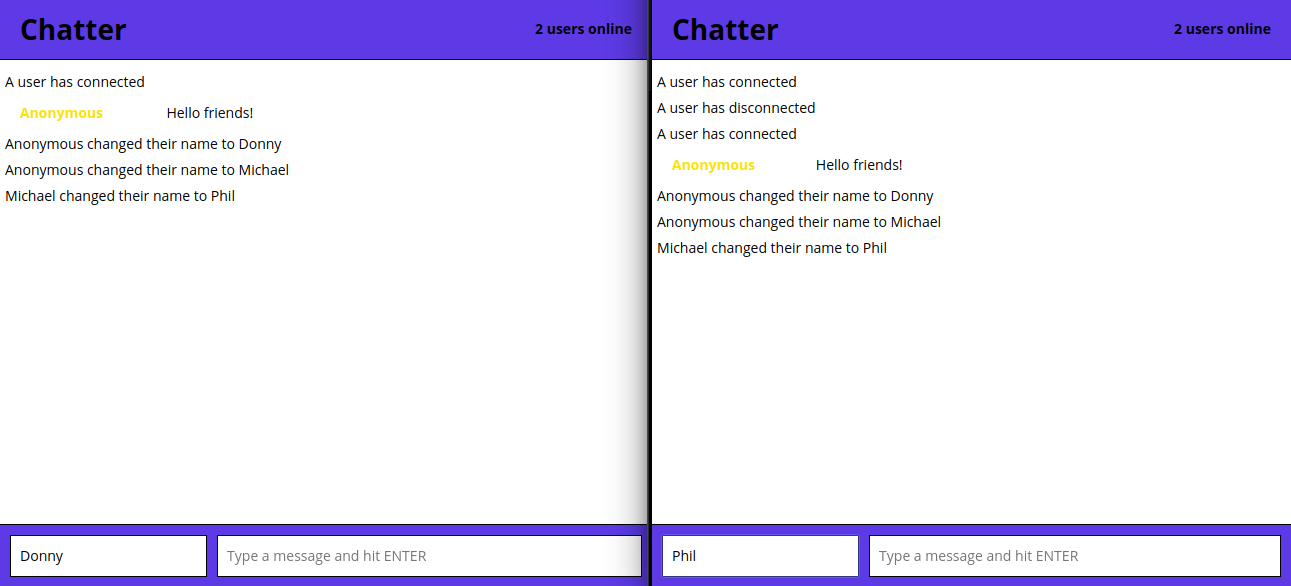 Chatter
2 users online
A user has connected
Anonymous Hello friends!
Anonymous changed their name to Donny
Anonymous changed their name to Michael
Michael changed their name to Phil
Donny
Type a message and hit ENTER
Chatter
2 users online
A user has connected
A user has disconnected
A user has connected
Anonymous Hello friends!
Anonymous changed their name to Donny
Anonymous changed their name to Michael
Michael changed their name to Phil
Phil
Type a message and hit ENTER